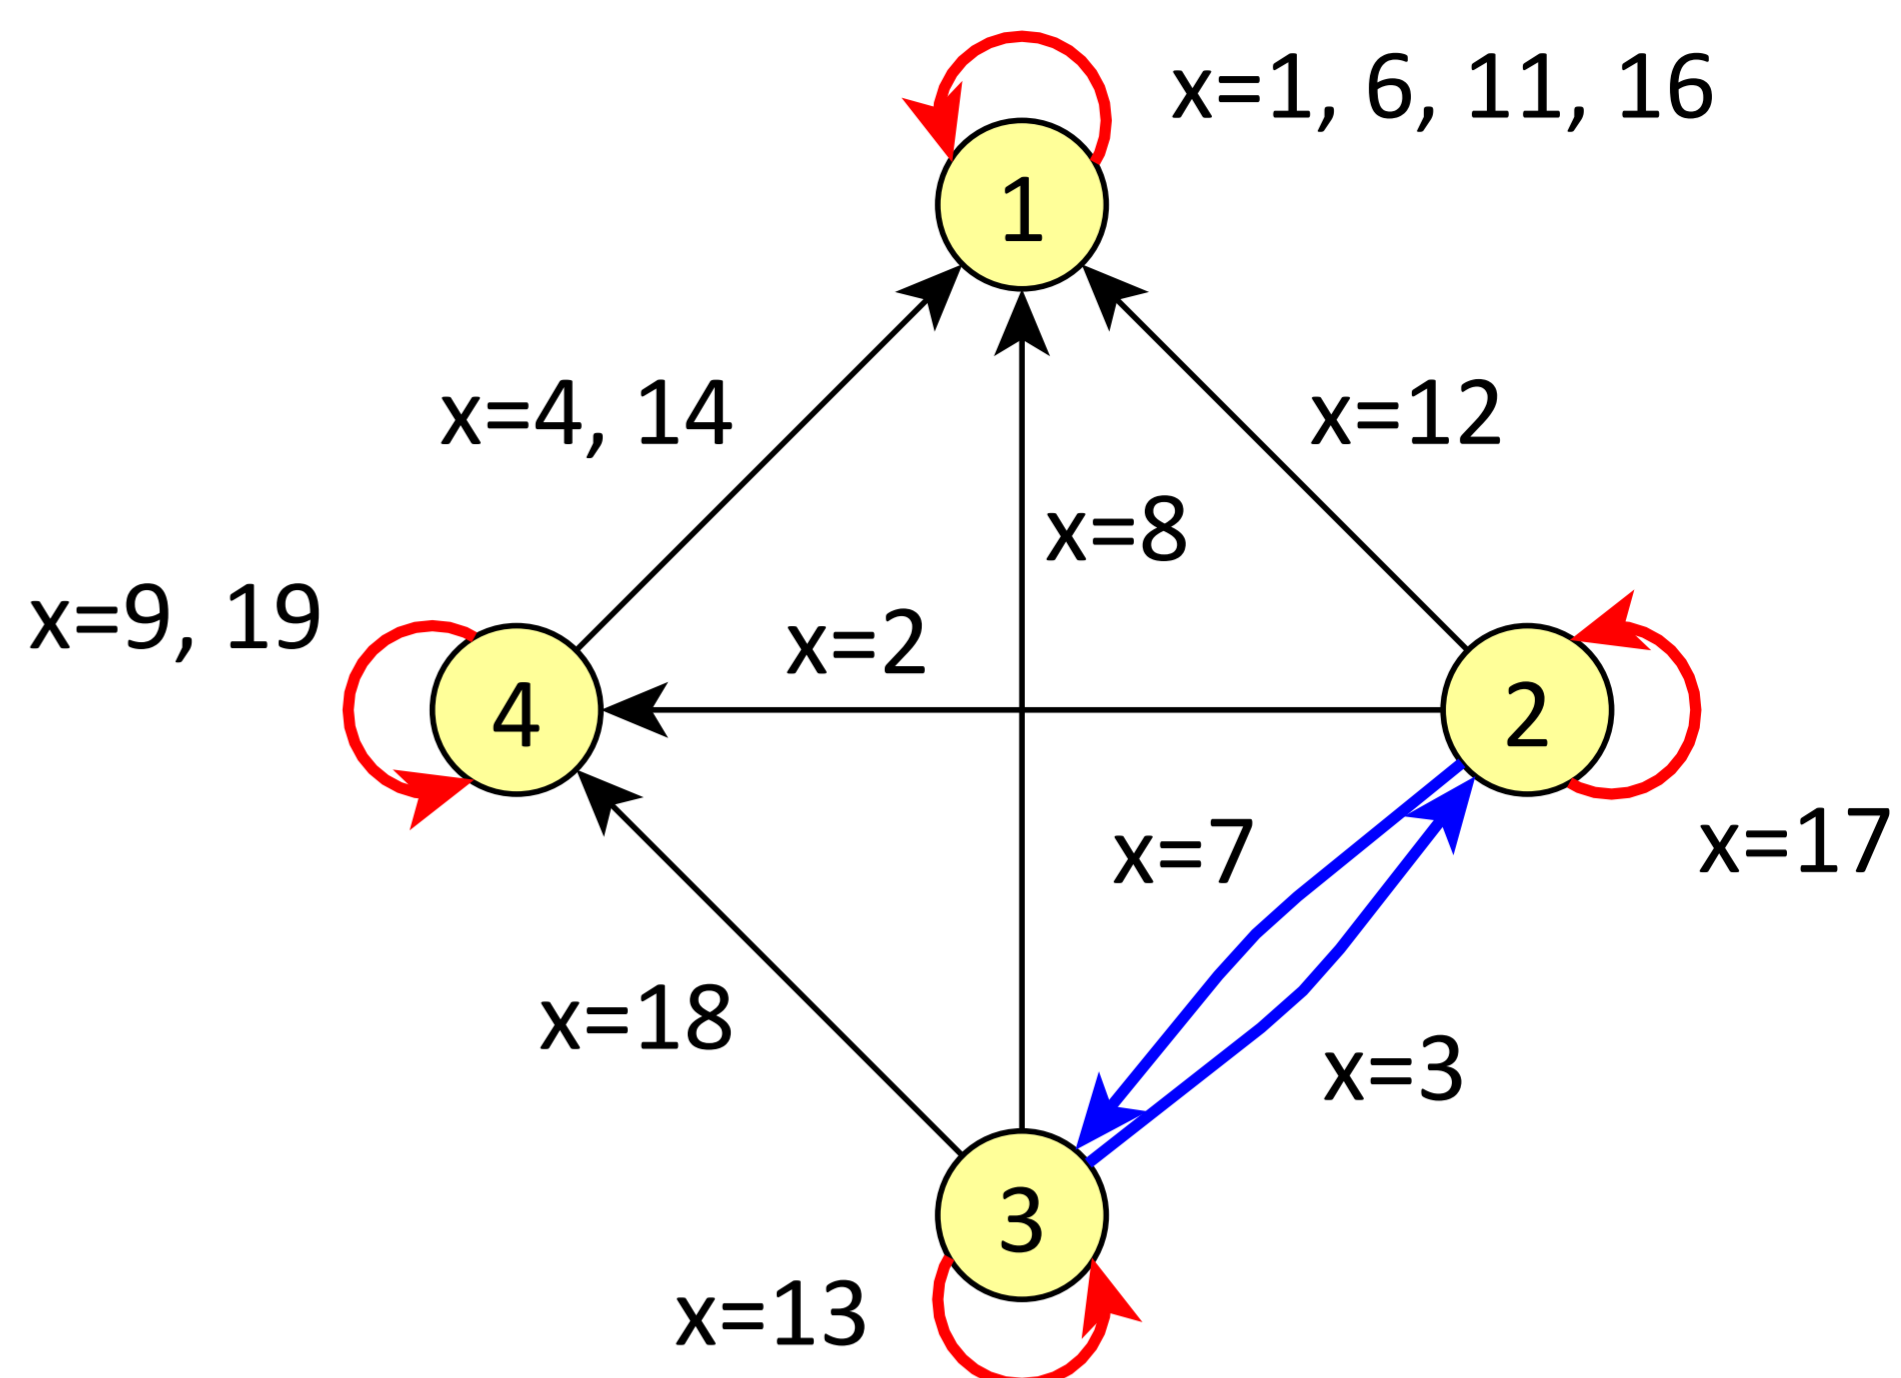 x=1, 6, 11, 16
1
x=4, 14
x=12
x=8
x=9, 19
x=2
4
2
x=7
x=17
x=18
x=3
3
x=13